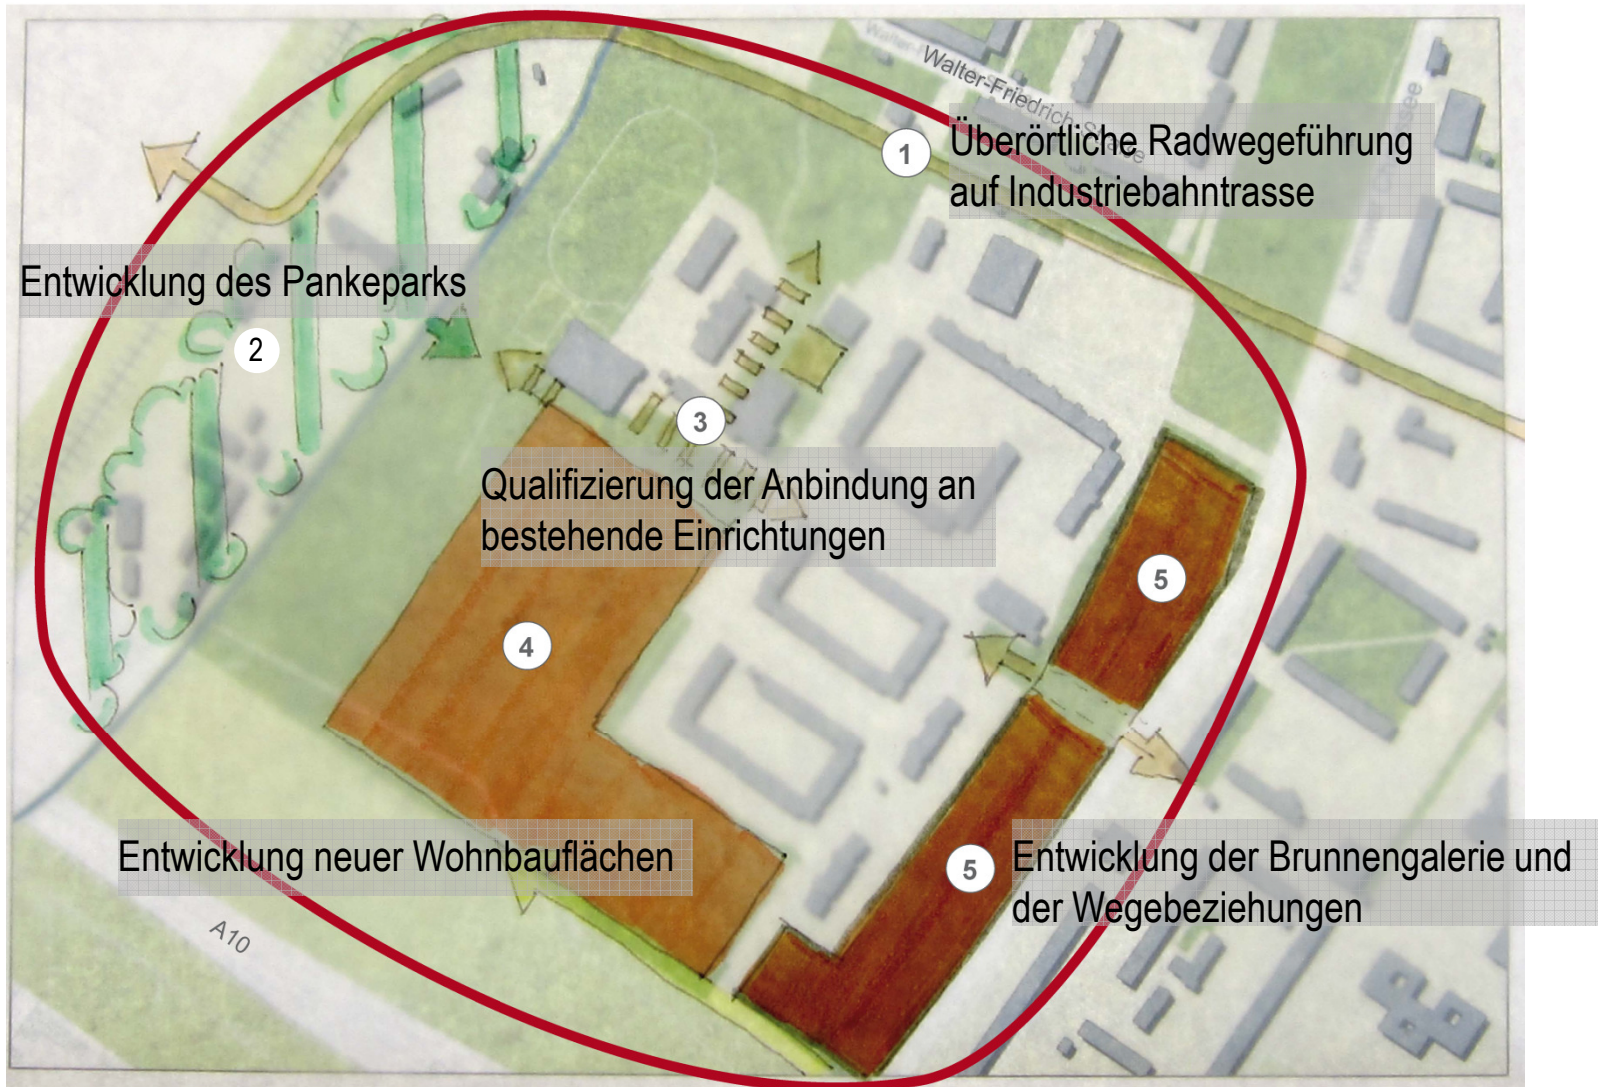 Walter-Friedrich-Straße
1
Überörtliche Radwegeführung
auf Industriebahntrasse
Entwicklung des Pankeparks
2
3
Qualifizierung der Anbindung an
bestehende Einrichtungen
5
4
Entwicklung neuer Wohnbauflächen
5
Entwicklung der Brunnengalerie und
der Wegebeziehungen
A10